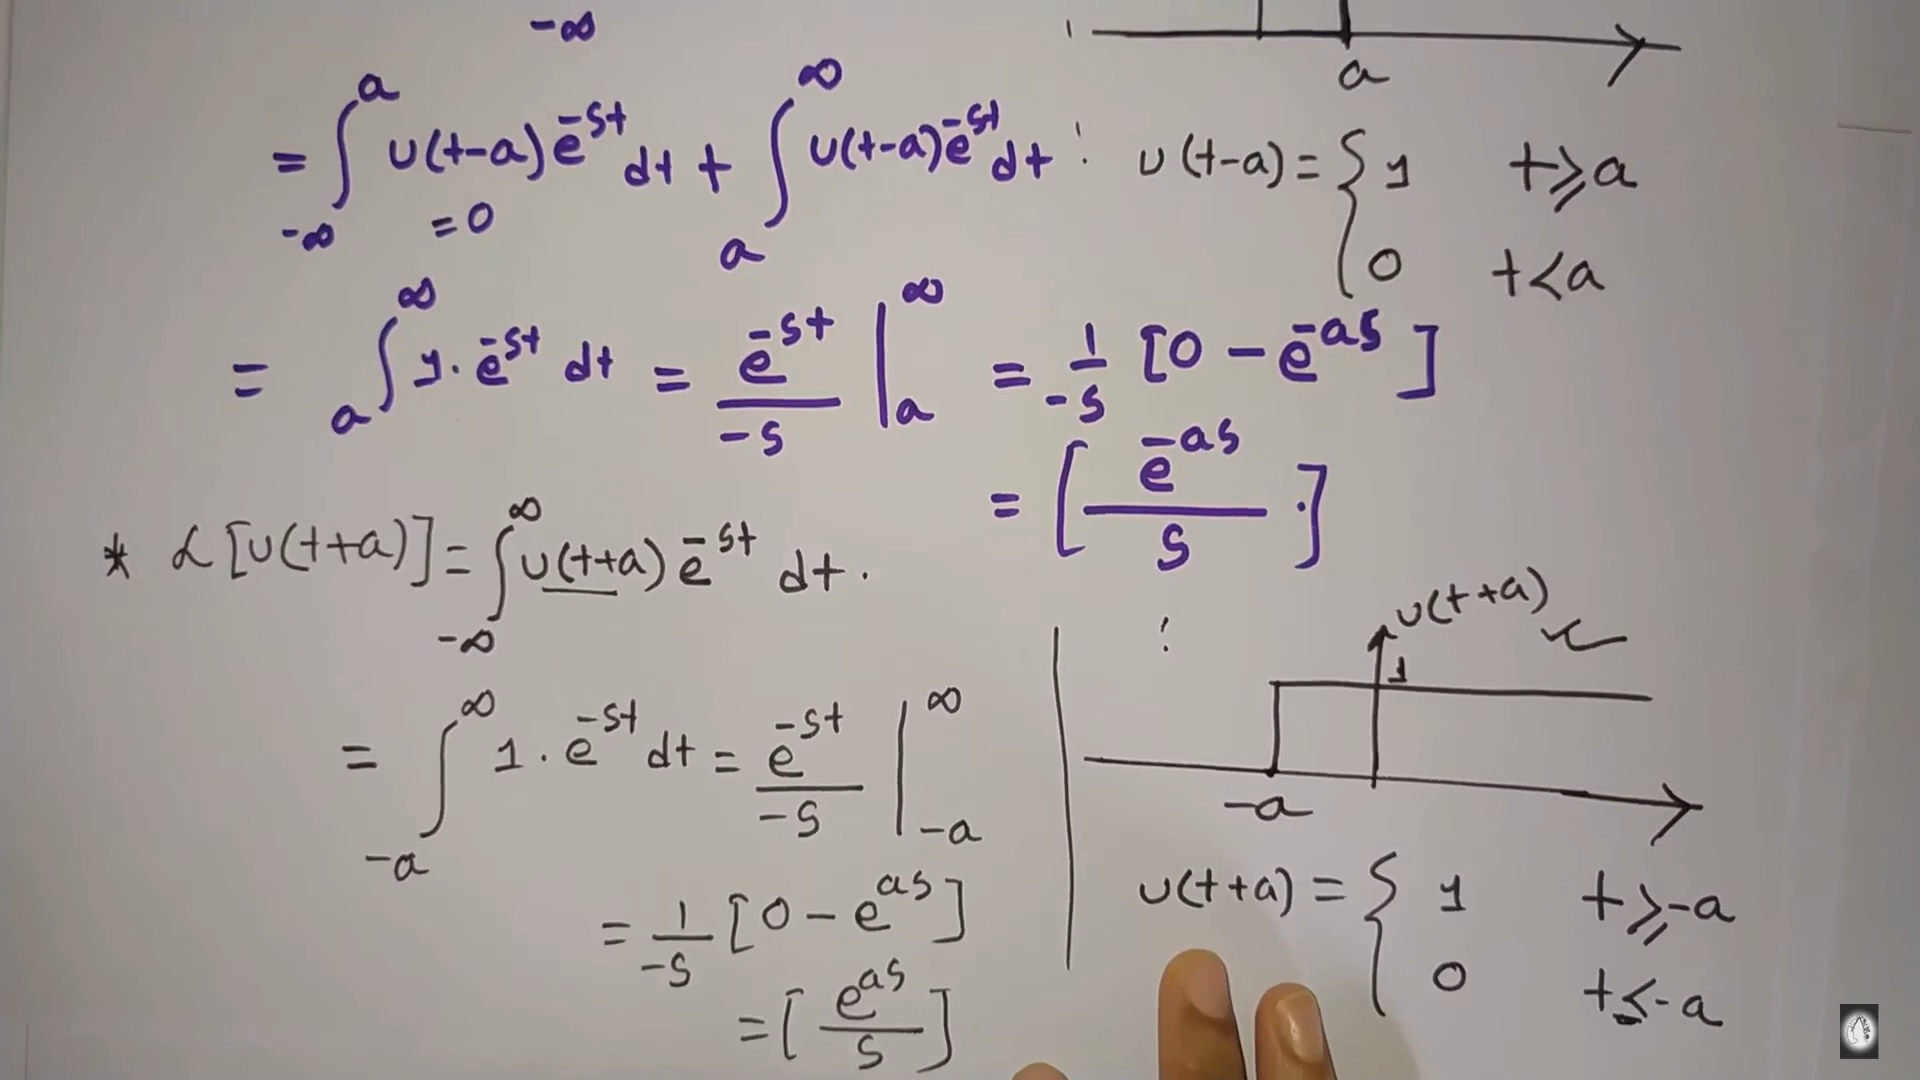 -∞
a
= ∫_{-∞}^{a} u(t-a) e^{-st} dt + ∫_{a}^{∞} u(t-a) e^{-st} dt
= 0
u(t-a) = { 1 t ≥ a
0 t < a
= ∫_{a}^{∞} 1. e^{-st} dt = e^{-st} / -s |_{a}^{∞} = 1/-s [0 - e^{-as}]
= [e^{-as} / s .]
* L[u(t+a)] = ∫_{-∞}^{∞} u(t+a) e^{-st} dt.
u(t+a)
1
-a
= ∫_{-a}^{∞} 1. e^{-st} dt = e^{-st} / -s |_{-a}^{∞}
= 1/-s [0 - e^{as}]
= [e^{as} / s]
u(t+a) = { 1 t ≥ -a
0 t ≤ -a